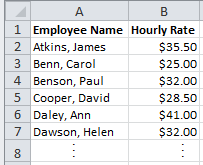 A B
1 Employee Name Hourly Rate
2 Atkins, James $35.50
3 Benn, Carol $25.00
4 Benson, Paul $32.00
5 Cooper, David $28.50
6 Daley, Ann $41.00
7 Dawson, Helen $32.00
8 ⋮ ⋮